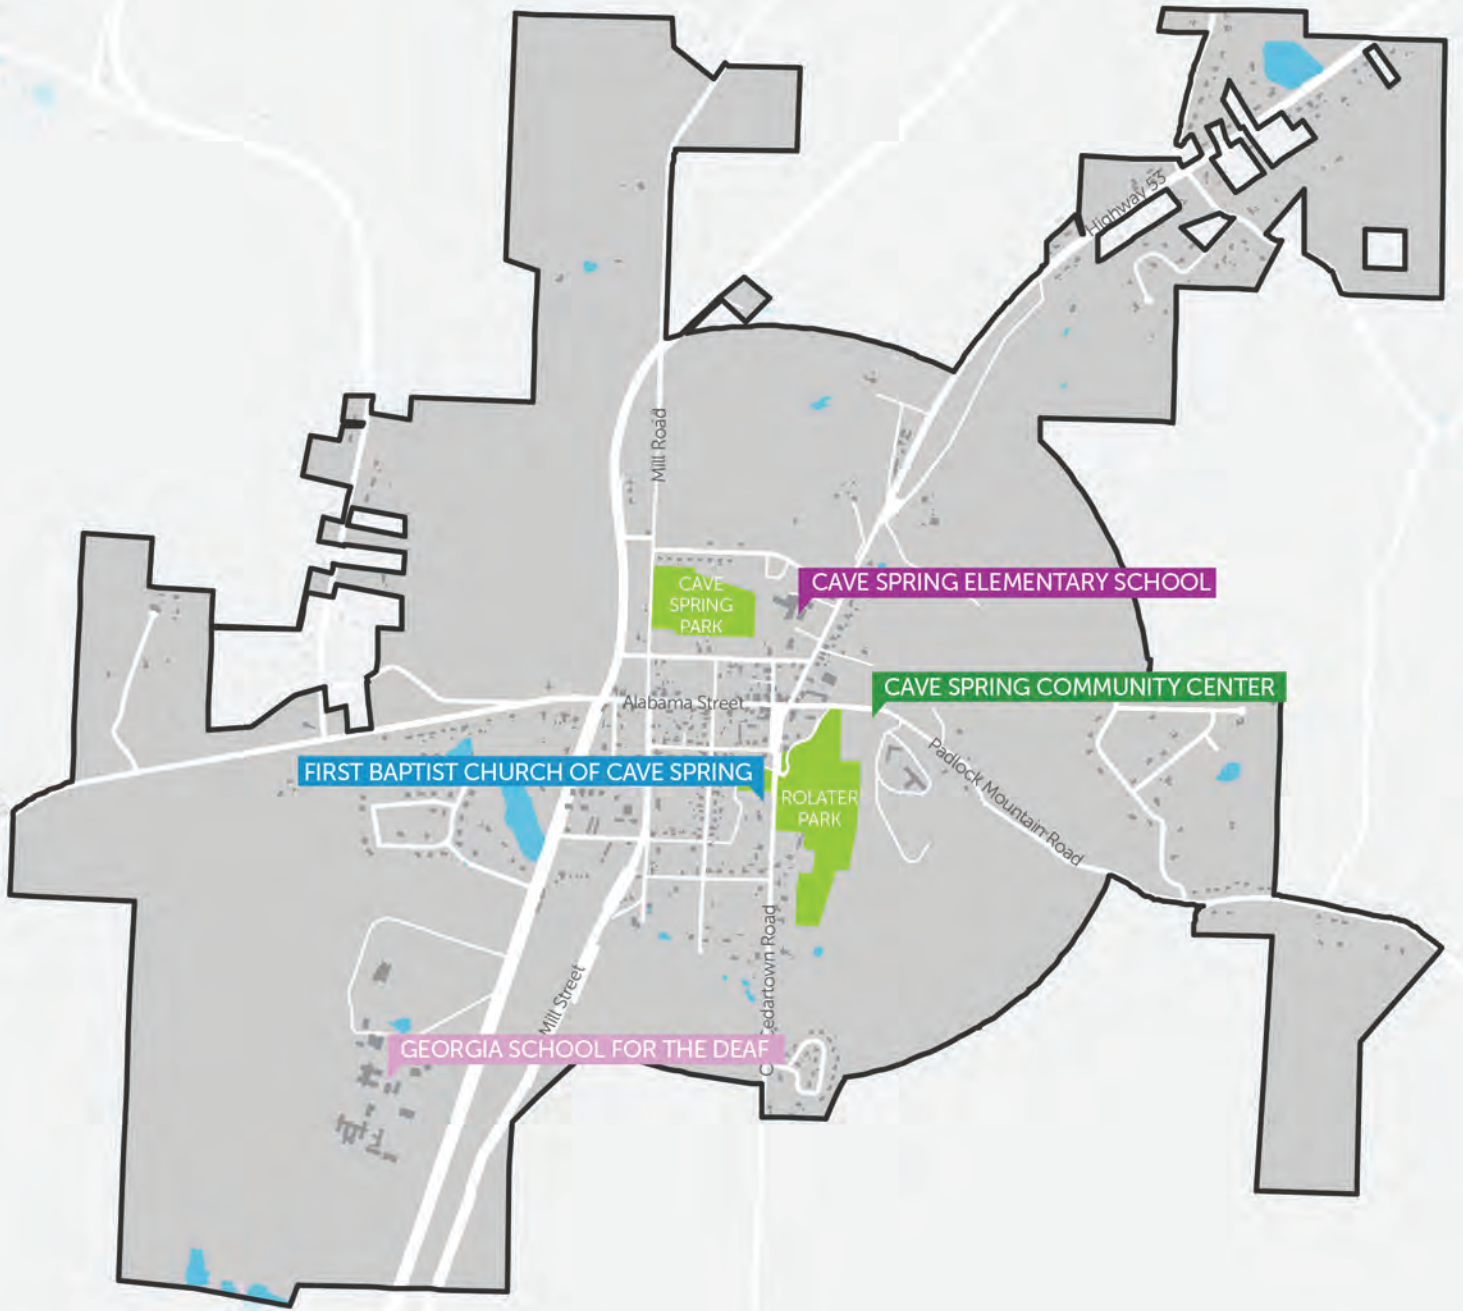 Highway 53
Mill Road
CAVE
SPRING
PARK
CAVE SPRING ELEMENTARY SCHOOL
CAVE SPRING COMMUNITY CENTER
Alabama Street
Padlock Mountain Road
FIRST BAPTIST CHURCH OF CAVE SPRING
ROLATER
PARK
Cedartown Road
Mill Street
GEORGIA SCHOOL FOR THE DEAF